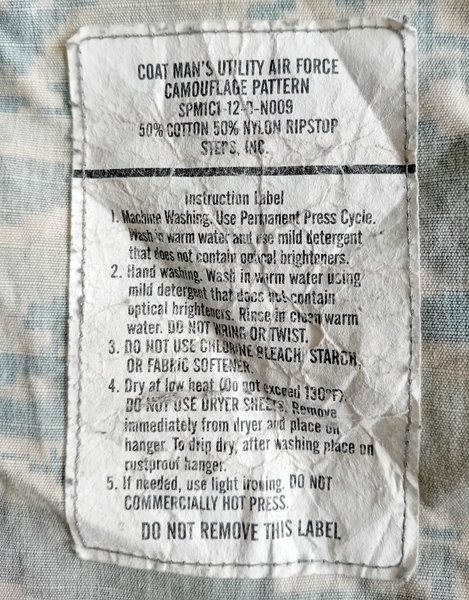 COAT MAN'S UTILITY AIR FORCE
CAMOUFLAGE PATTERN
SPM1C1-12-D-N009
50% COTTON 50% NYLON RIPSTOP
STEPS, INC.
Instruction Label
1. Machine Washing. Use Permanent Press Cycle.
Wash in warm water and use mild detergent
that does not contain optical brighteners.
2. Hand washing. Wash in warm water using
mild detergent that does not contain
optical brighteners. Rinse in clean warm
water. DO NOT WRING OR TWIST.
3. DO NOT USE CHLORINE BLEACH, STARCH,
OR FABRIC SOFTENER.
4. Dry at low heat (Do not exceed 130°F).
DO NOT USE DRYER SHEETS. Remove
immediately from dryer and place on
hanger. To drip dry, after washing place on
rustproof hanger.
5. If needed, use light ironing. DO NOT
COMMERCIALLY HOT PRESS.
DO NOT REMOVE THIS LABEL